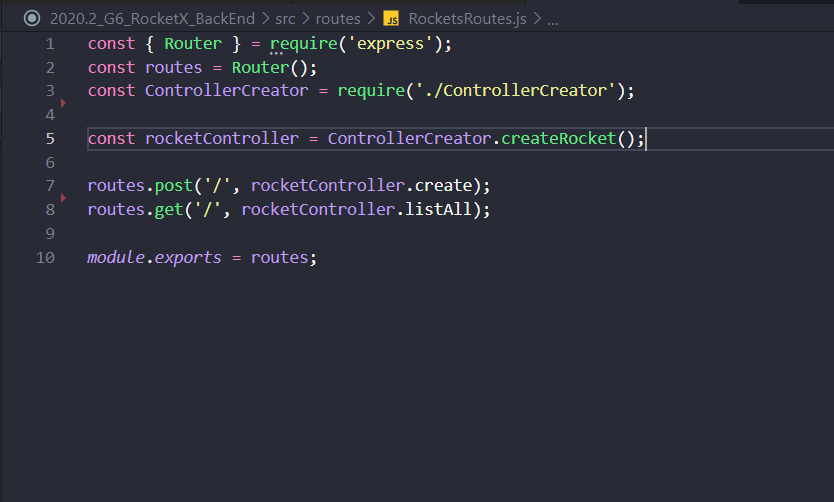 2020.2_G6_RocketX_BackEnd > src > routes > JS RocketsRoutes.js > ...
1 const { Router } = require('express');
2 const routes = Router();
3 const ControllerCreator = require('./ControllerCreator');
4
5 const rocketController = ControllerCreator.createRocket();
6
7 routes.post('/', rocketController.create);
8 routes.get('/', rocketController.listAll);
9
10 module.exports = routes;